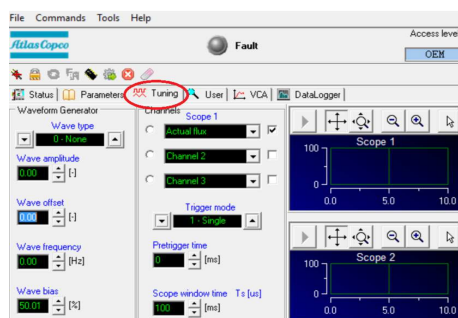 File Commands Tools Help
Atlas Copco
Fault
Access leve
OEM
Status
Parameters
Tuning
User
VCA
DataLogger
Waveform Generator
Wave type
0 - None
Wave amplitude
0.00 [-]
Wave offset
0.00 [-]
Wave frequency
0.00 [Hz]
Wave bias
50.01 [%]
Channels
Scope 1
Actual flux
Channel 2
Channel 3
Trigger mode
1 - Single
Pretrigger time
0 [ms]
Scope window time Ts [us]
100 [ms]
Scope 1
100
0
0.0 5.0 10.0
Scope 2
100
0
0.0 5.0 10.0